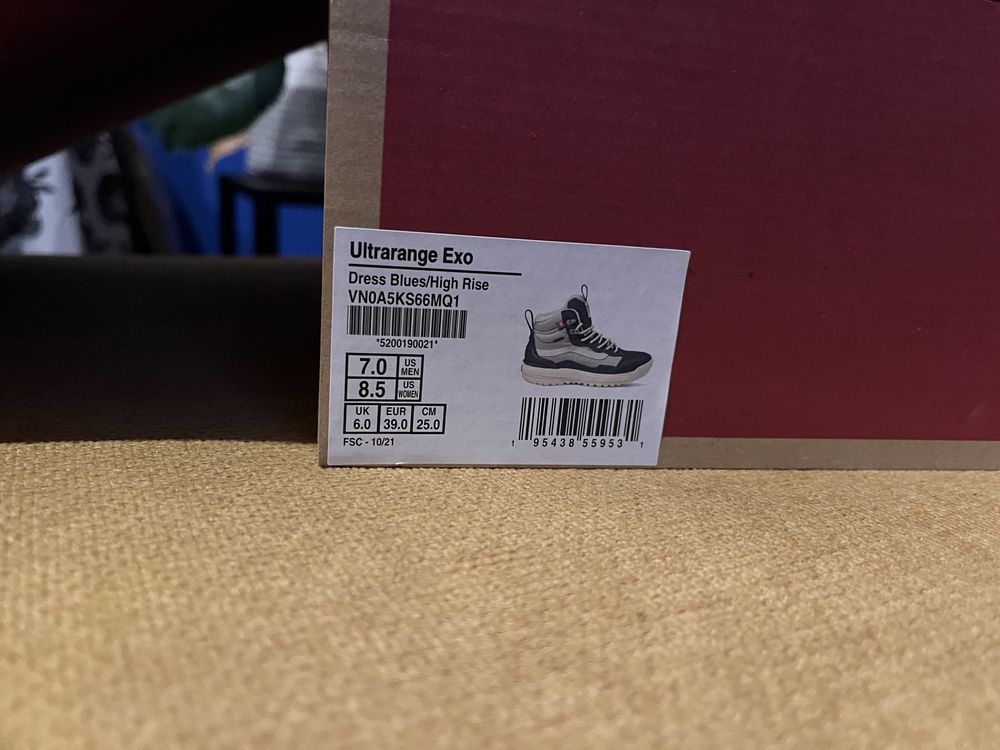 Ultrarange Exo
Dress Blues/High Rise
VN0A5KS66MQ1
*5200190021*
7.0 US MEN
8.5 US WOMEN
UK EUR CM
6.0 39.0 25.0
FSC - 10/21
1 95438 55953 1